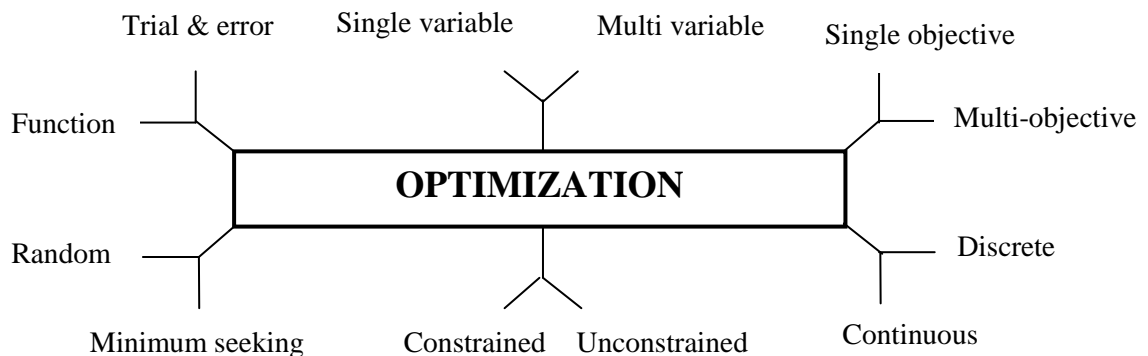 Trial & error
Single variable
Multi variable
Single objective
Function
Multi-objective
OPTIMIZATION
Random
Discrete
Minimum seeking
Constrained
Unconstrained
Continuous